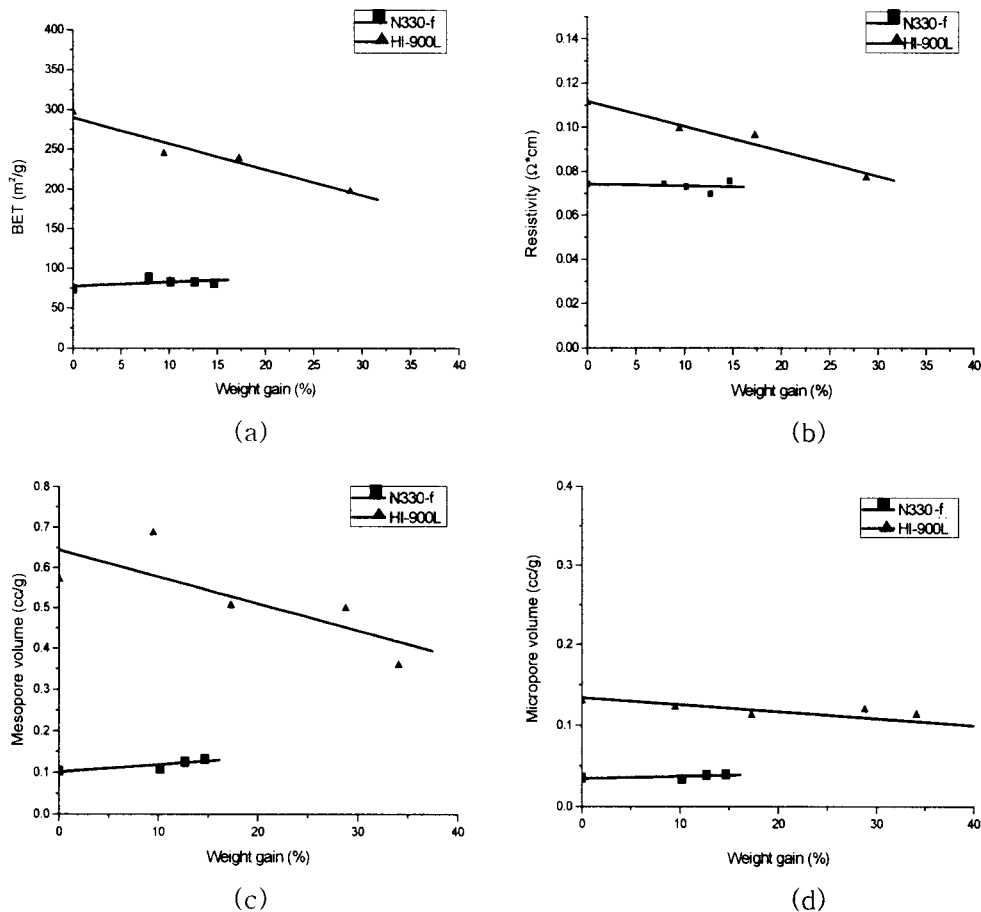 N330-f
HI-900L
BET (m²/g)
400
350
300
250
200
150
100
50
0
0 5 10 15 20 25 30 35 40
Weight gain (%)
(a)
N330-f
HI-900L
Resistivity (Ω*cm)
0.12
0.10
0.08
0.06
0.04
0.02
0.00
0 5 10 15 20 25 30 35 40
Weight gain (%)
(b)
N330-f
HI-900L
Mesopore volume (cc/g)
0.8
0.7
0.6
0.5
0.4
0.3
0.2
0.1
0.0
0 10 20 30 40
Weight gain (%)
(c)
N330-f
HI-900L
Micropore volume (cc/g)
0.4
0.3
0.2
0.1
0.0
0 10 20 30 40
Weight gain (%)
(d)